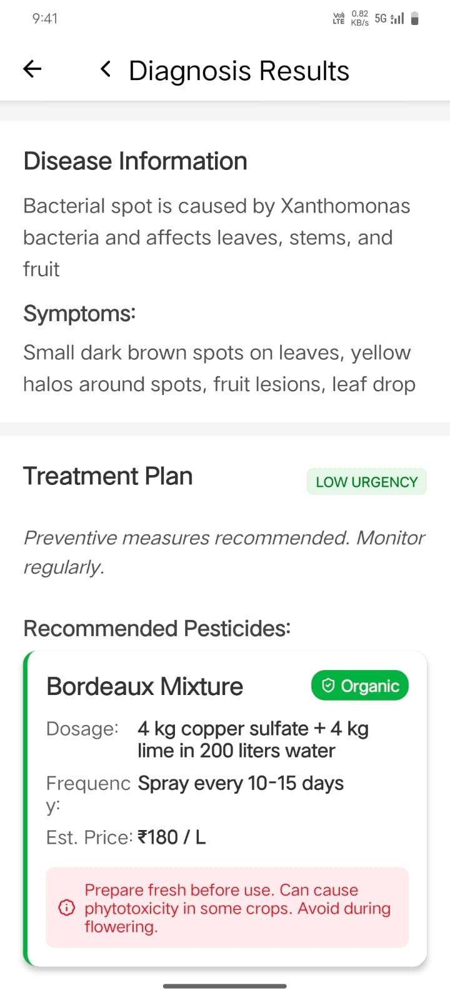 9:41
Vo))
LTE
0.82
KB/s
5G
Diagnosis Results
Disease Information
Bacterial spot is caused by Xanthomonas
bacteria and affects leaves, stems, and
fruit
Symptoms:
Small dark brown spots on leaves, yellow
halos around spots, fruit lesions, leaf drop
Treatment Plan
LOW URGENCY
Preventive measures recommended. Monitor
regularly.
Recommended Pesticides:
Bordeaux Mixture
Organic
Dosage: 4 kg copper sulfate + 4 kg
lime in 200 liters water
Frequenc Spray every 10-15 days
y:
Est. Price: ₹180 / L
Prepare fresh before use. Can cause
phytotoxicity in some crops. Avoid during
flowering.